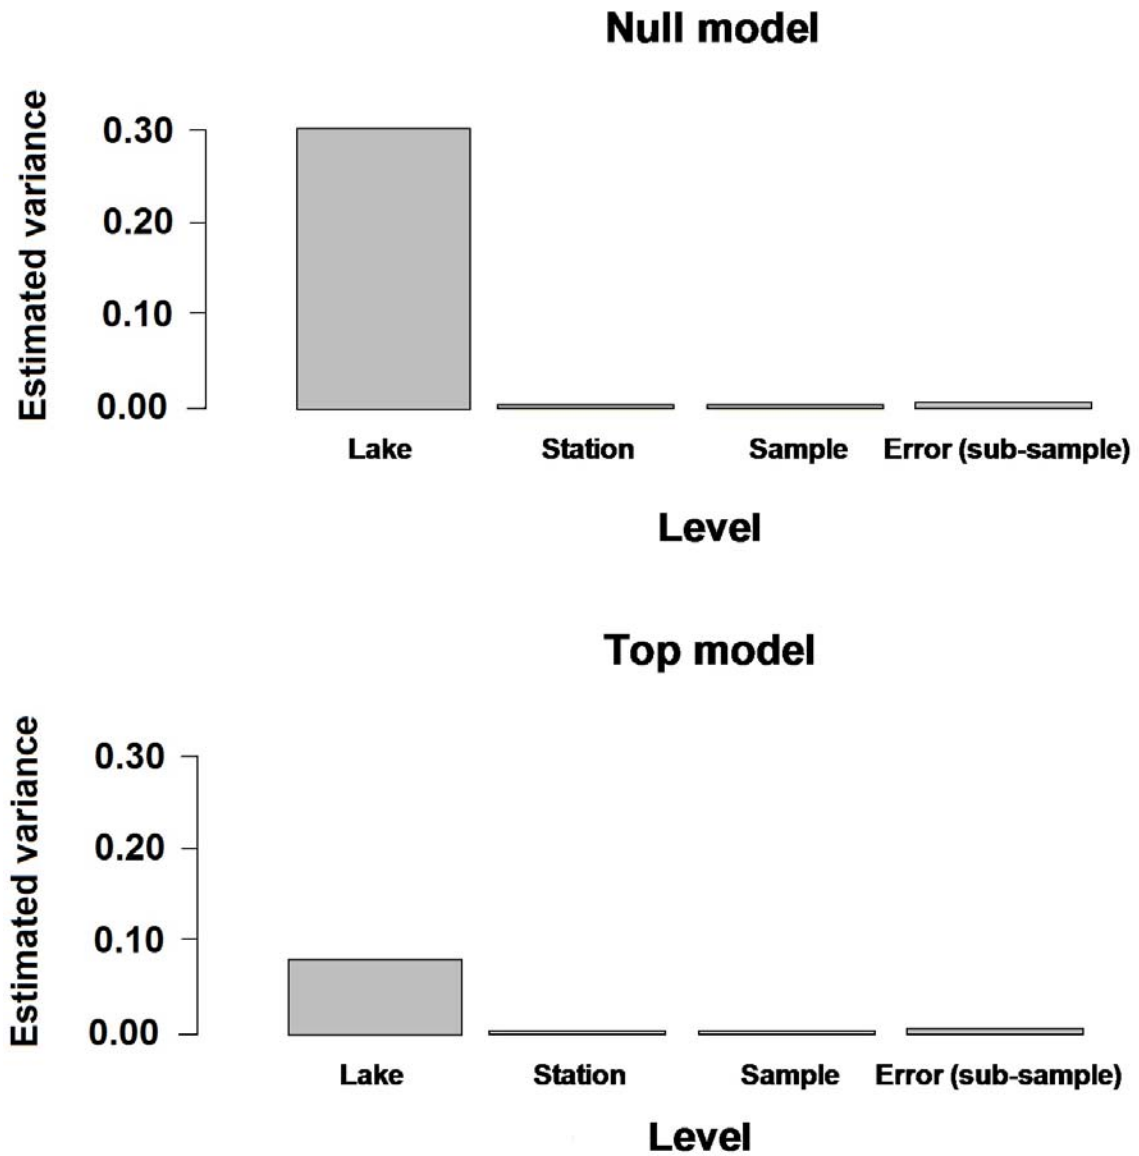 Null model
Estimated variance
0.30
0.20
0.10
0.00
Lake Station Sample Error (sub-sample)
Level
Top model
Estimated variance
0.30
0.20
0.10
0.00
Lake Station Sample Error (sub-sample)
Level